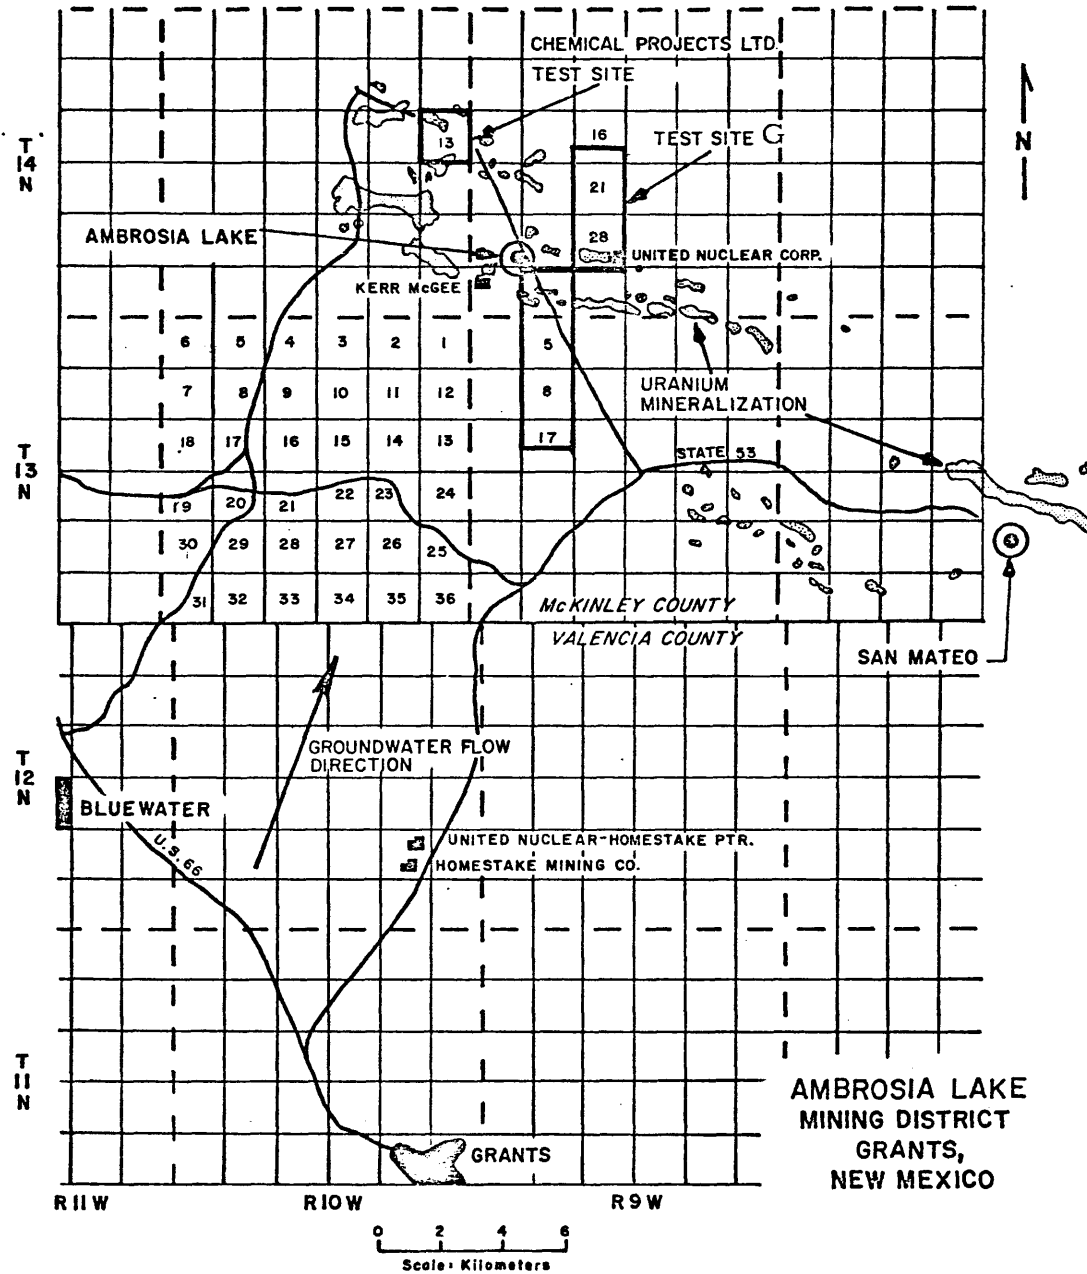 CHEMICAL PROJECTS LTD.
TEST SITE
TEST SITE G
N
T
14
N
13
16
21
28
AMBROSIA LAKE
UNITED NUCLEAR CORP.
KERR McGEE
6 5 4 3 2 1 5
7 8 9 10 11 12 8
URANIUM
MINERALIZATION
18 17 16 15 14 13 17
T
13
N
STATE 53
19 20 21 22 23 24
30 29 28 27 26 25
31 32 33 34 35 36
McKINLEY COUNTY
VALENCIA COUNTY
SAN MATEO
GROUNDWATER FLOW
DIRECTION
T
12
N
BLUEWATER
U.S. 66
UNITED NUCLEAR-HOMESTAKE PTR.
HOMESTAKE MINING CO.
T
11
N
AMBROSIA LAKE
MINING DISTRICT
GRANTS,
NEW MEXICO
GRANTS
R11W R10W R9W
0 2 4 6
Scale: Kilometers